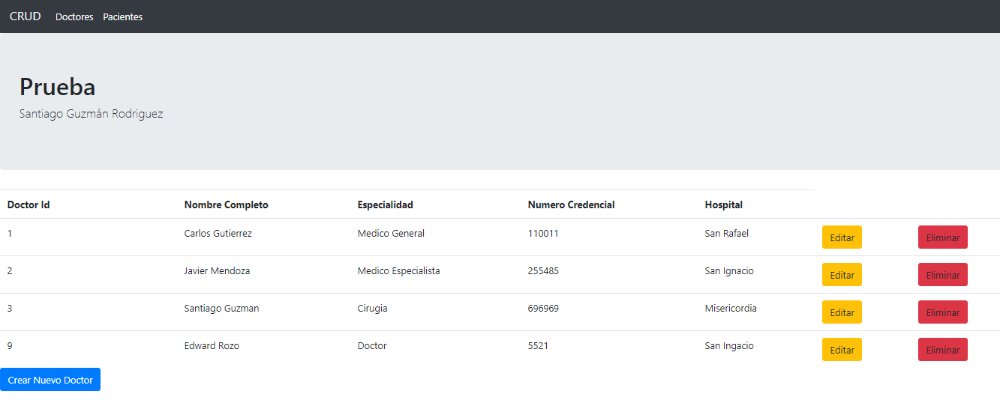 CRUD Doctores Pacientes
Prueba
Santiago Guzmán Rodriguez
Doctor Id Nombre Completo Especialidad Numero Credencial Hospital
1 Carlos Gutierrez Medico General 110011 San Rafael Editar Eliminar
2 Javier Mendoza Medico Especialista 255485 San Ignacio Editar Eliminar
3 Santiago Guzman Cirugia 696969 Misericordia Editar Eliminar
9 Edward Rozo Doctor 5521 San Ingacio Editar Eliminar
Crear Nuevo Doctor